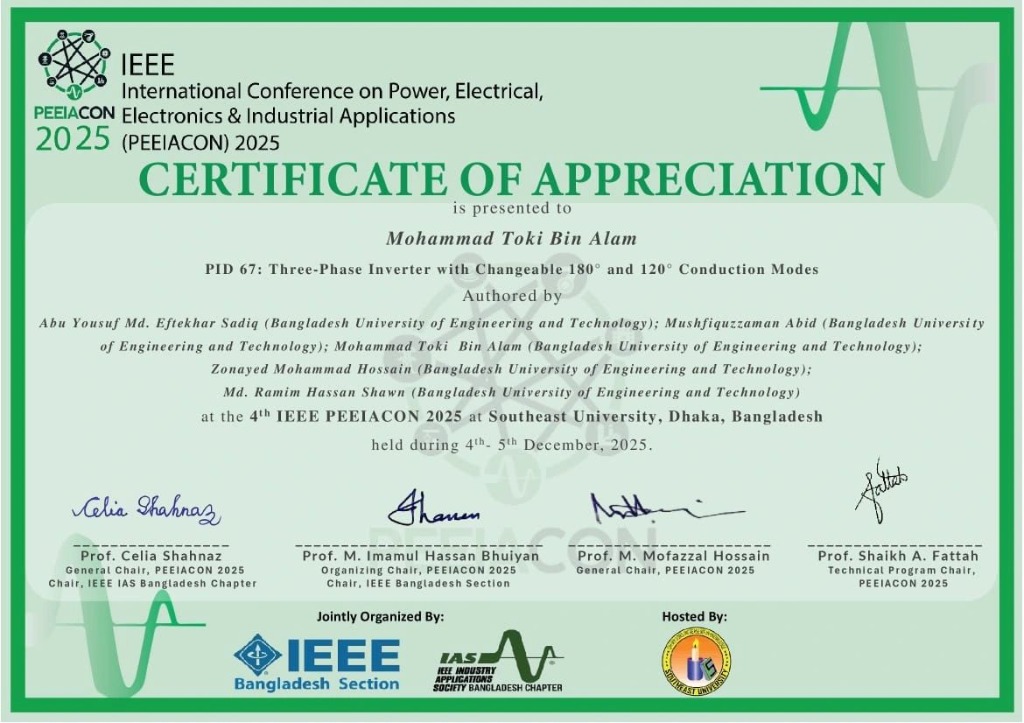 IEEE
International Conference on Power, Electrical,
PEEIACON Electronics & Industrial Applications
2025 (PEEIACON) 2025
CERTIFICATE OF APPRECIATION
is presented to
Mohammad Toki Bin Alam
PID 67: Three-Phase Inverter with Changeable 180° and 120° Conduction Modes
Authored by
Abu Yousuf Md. Eftekhar Sadiq (Bangladesh University of Engineering and Technology); Mushfiquzzaman Abid (Bangladesh University
of Engineering and Technology); Mohammad Toki Bin Alam (Bangladesh University of Engineering and Technology);
Zonayed Mohammad Hossain (Bangladesh University of Engineering and Technology);
Md. Ramim Hassan Shawn (Bangladesh University of Engineering and Technology)
at the 4th IEEE PEEIACON 2025 at Southeast University, Dhaka, Bangladesh
held during 4th- 5th December, 2025.
PEEIACON
Celia Shahnaz
Prof. Celia Shahnaz
General Chair, PEEIACON 2025
Chair, IEEE IAS Bangladesh Chapter
Prof. M. Imamul Hassan Bhuiyan
Organizing Chair, PEEIACON 2025
Chair, IEEE Bangladesh Section
Prof. M. Mofazzal Hossain
General Chair, PEEIACON 2025
Prof. Shaikh A. Fattah
Technical Program Chair,
PEEIACON 2025
Jointly Organized By:
IEEE
Bangladesh Section
IAS
IEEE INDUSTRY
APPLICATIONS
SOCIETY BANGLADESH CHAPTER
Hosted By:
SOUTHEAST UNIVERSITY